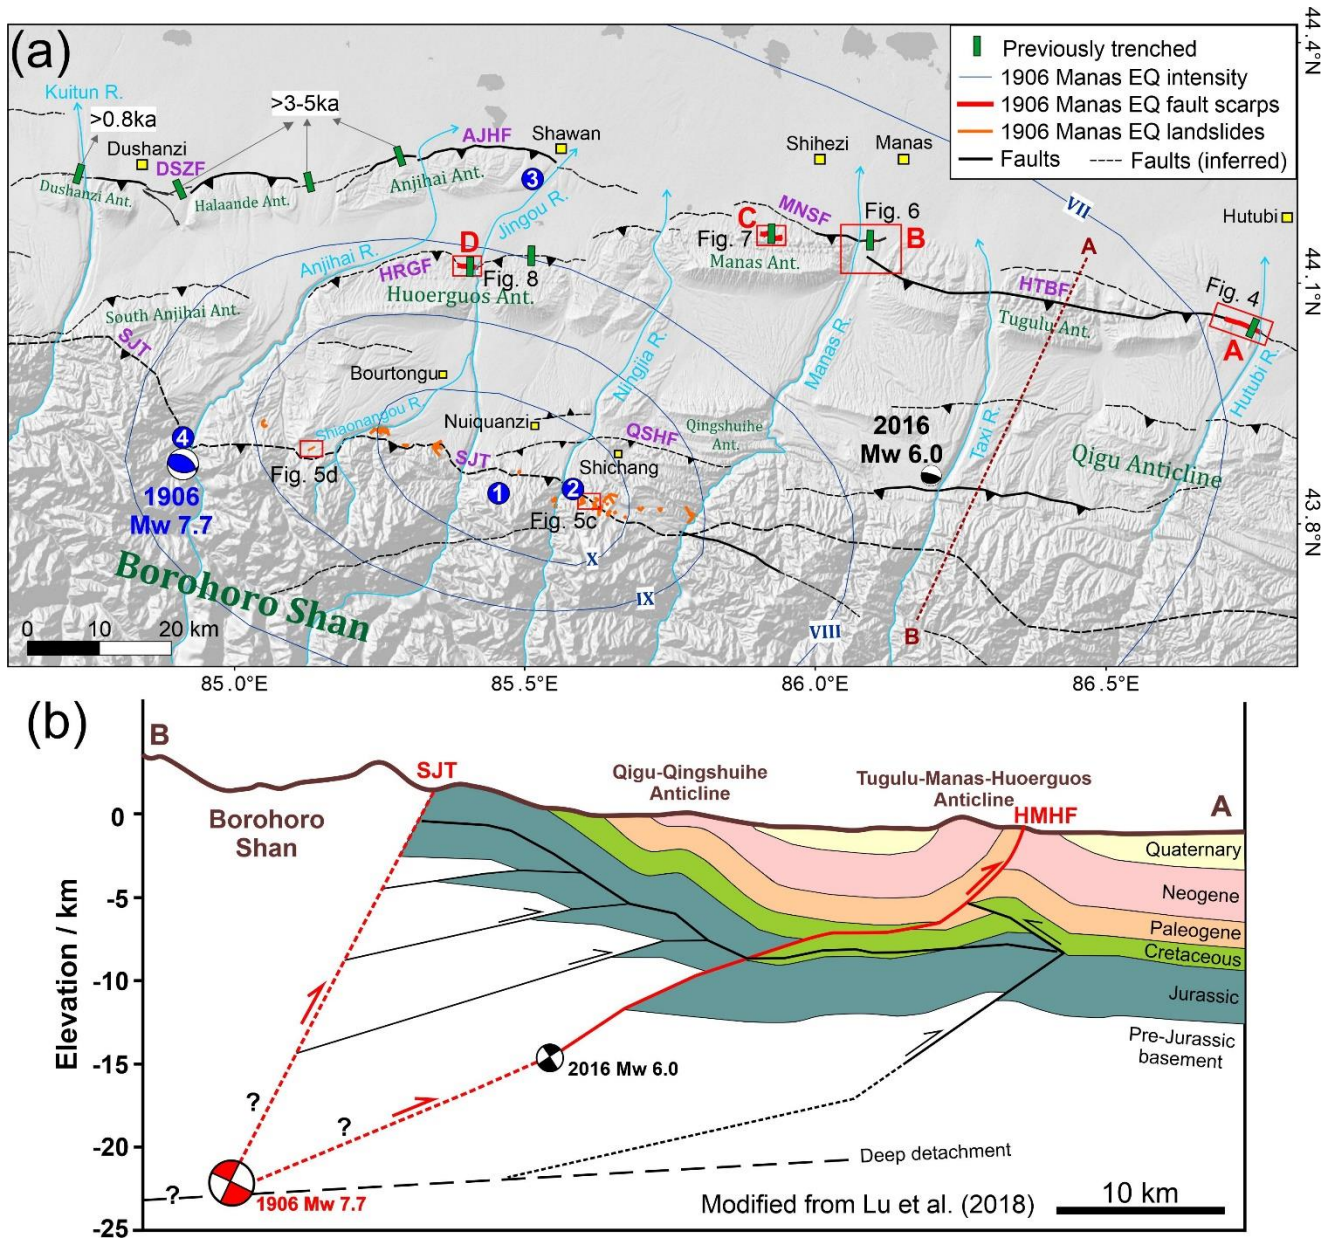 (a)
44.4°N
Previously trenched
1906 Manas EQ intensity
1906 Manas EQ fault scarps
1906 Manas EQ landslides
Faults
Faults (inferred)
Kuitun R.
>0.8ka
>3-5ka
Dushanzi
DSZF
AJHF
Shawan
Shihezi
Manas
Dushanzi Ant.
Halaande Ant.
Anjihai Ant.
3
Jingou R.
VII
Hutubi
MNSF
C
Fig. 7
Manas Ant.
Fig. 6
B
A
Anjihai R.
D
HRGF
Fig. 8
Huoerguos Ant.
44.1°N
HTBF
Fig. 4
A
Tugulu Ant.
South Anjihai Ant.
SJT
Bourtongu
Ningjia R.
Manas R.
Hutubi R.
Shiaonangou R.
Nuiquanzi
QSHF
Qingshuihe
Ant.
2016
Mw 6.0
Taxi R.
Qigu Anticline
4
Fig. 5d
SJT
Shichang
1
2
Fig. 5c
1906
Mw 7.7
43.8°N
Borohoro Shan
X
IX
VIII
B
0 10 20 km
85.0°E 85.5°E 86.0°E 86.5°E
(b)
B
SJT
Qigu-Qingshuihe
Anticline
Tugulu-Manas-Huoerguos
Anticline
HMHF
A
Borohoro
Shan
Elevation / km
0
-5
-10
-15
-20
-25
Quaternary
Neogene
Paleogene
Cretaceous
Jurassic
Pre-Jurassic
basement
2016 Mw 6.0
?
?
?
Deep detachment
1906 Mw 7.7
Modified from Lu et al. (2018)
10 km